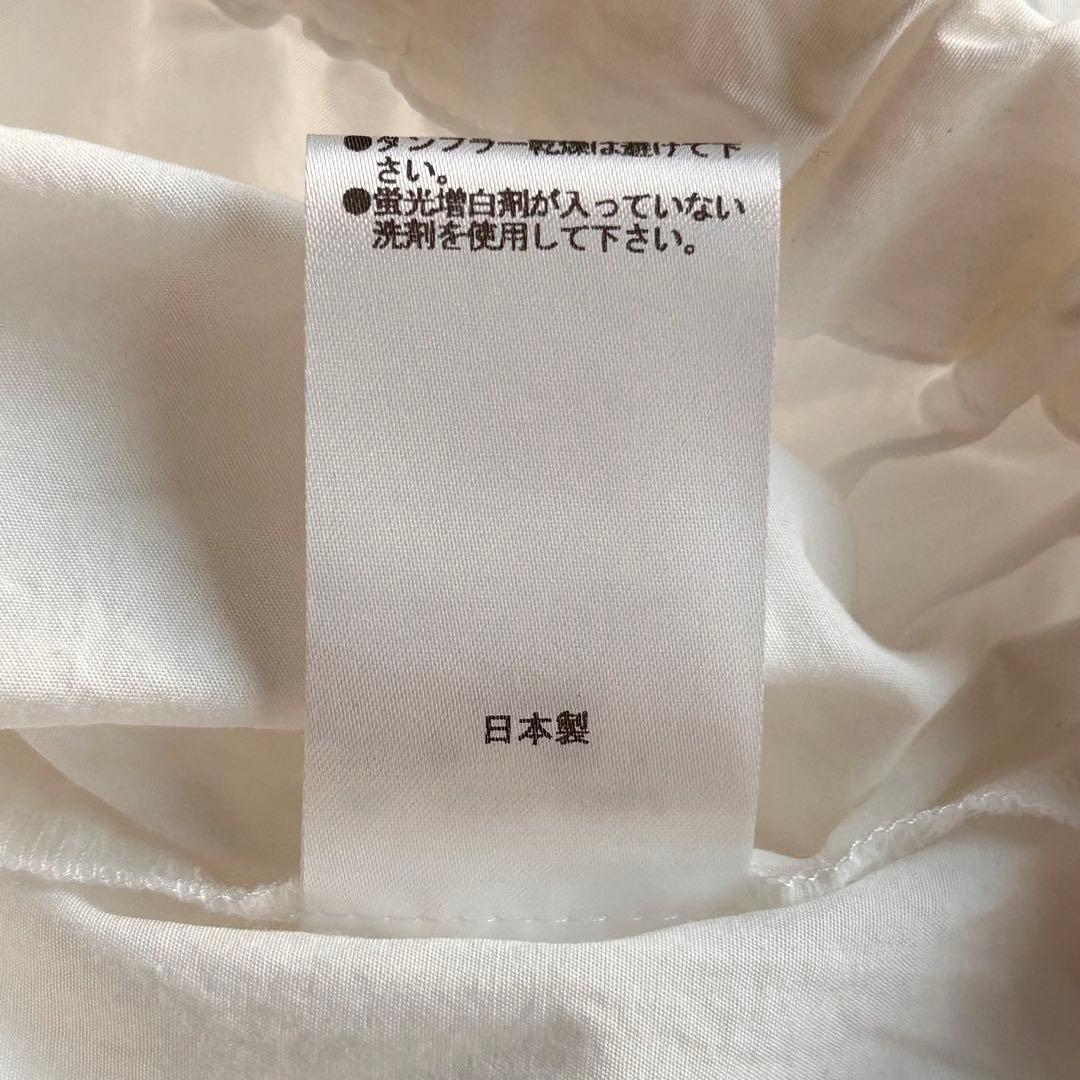 ●タンブラー乾燥は避けて下
さい。
●蛍光増白剤が入っていない
洗剤を使用して下さい。
日本製